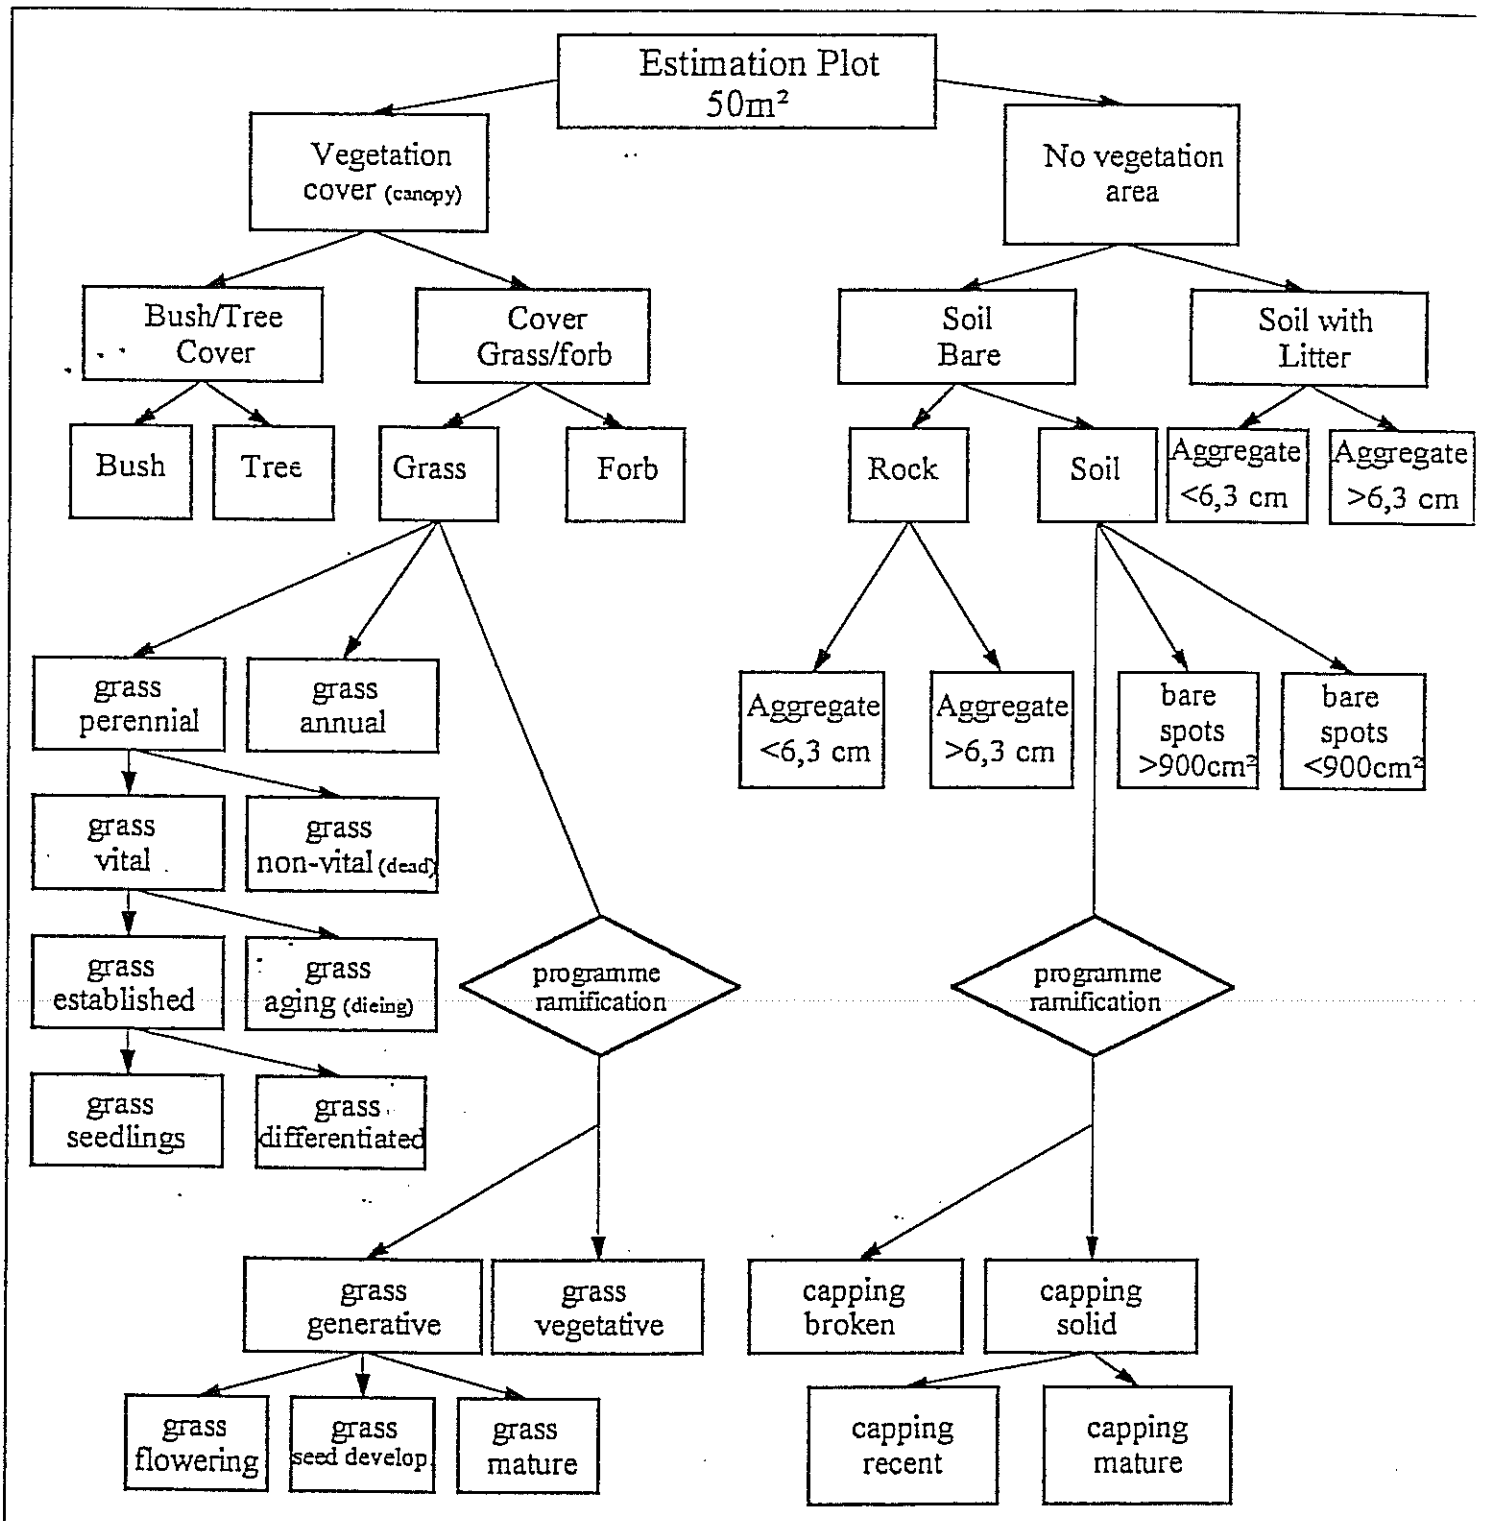 Estimation Plot
50m²
Vegetation
cover (canopy)
No vegetation
area
Bush/Tree
Cover
Cover
Grass/forb
Soil
Bare
Soil with
Litter
Bush
Tree
Grass
Forb
Rock
Soil
Aggregate
<6,3 cm
Aggregate
>6,3 cm
grass
perennial
grass
annual
Aggregate
<6,3 cm
Aggregate
>6,3 cm
bare
spots
>900cm²
bare
spots
<900cm²
grass
vital
grass
non-vital (dead)
grass
established
grass
aging (dieing)
programme
ramification
programme
ramification
grass
seedlings
grass
differentiated
grass
generative
grass
vegetative
capping
broken
capping
solid
grass
flowering
grass
seed develop.
grass
mature
capping
recent
capping
mature